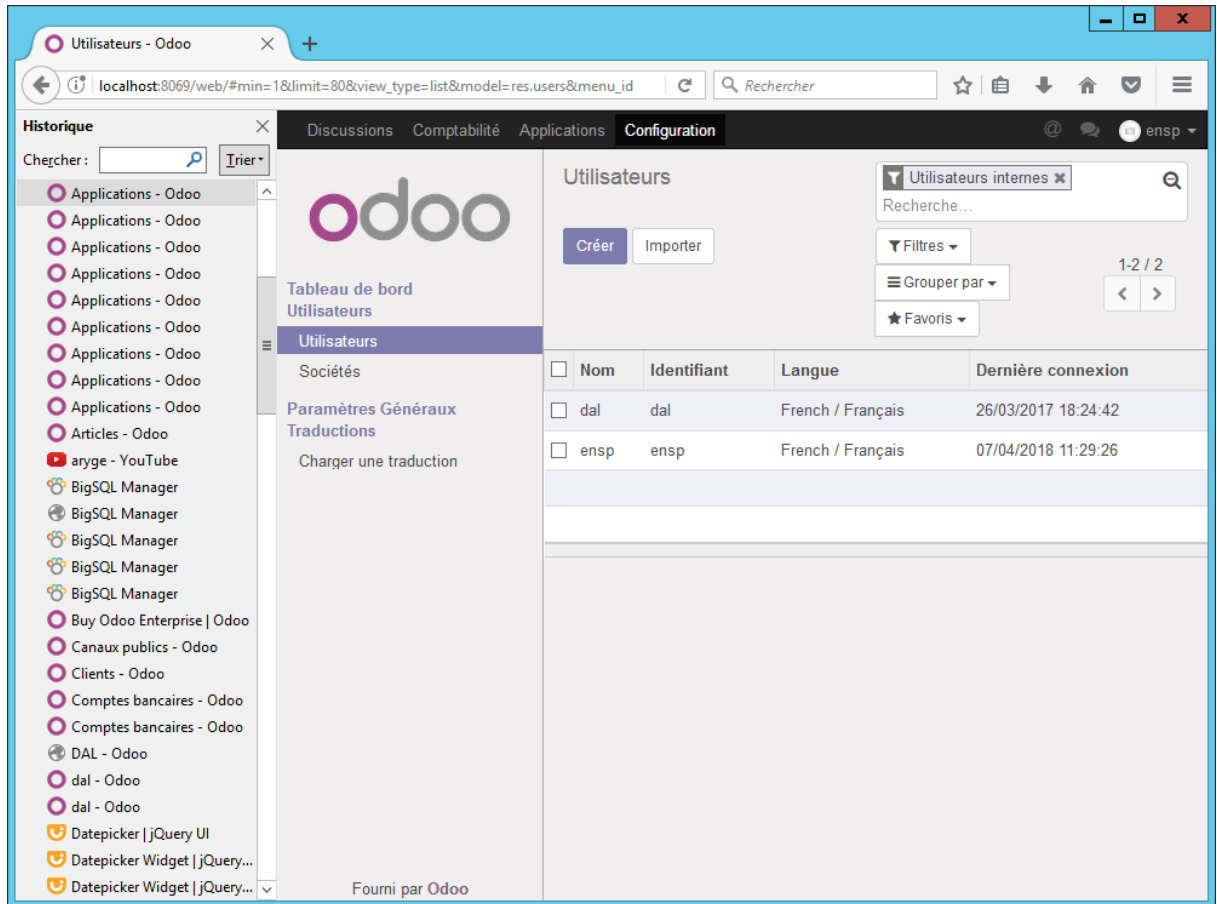 Utilisateurs - Odoo
localhost:8069/web/#min=1&limit=80&view_type=list&model=res.users&menu_id
Rechercher
Historique
Chercher :
Trier
Applications - Odoo
Applications - Odoo
Applications - Odoo
Applications - Odoo
Applications - Odoo
Applications - Odoo
Applications - Odoo
Applications - Odoo
Applications - Odoo
Articles - Odoo
aryge - YouTube
BigSQL Manager
BigSQL Manager
BigSQL Manager
BigSQL Manager
BigSQL Manager
Buy Odoo Enterprise | Odoo
Canaux publics - Odoo
Clients - Odoo
Comptes bancaires - Odoo
Comptes bancaires - Odoo
DAL - Odoo
dal - Odoo
dal - Odoo
Datepicker | jQuery UI
Datepicker Widget | jQuery...
Datepicker Widget | jQuery...
Discussions Comptabilité Applications Configuration
@ ensp
odoo
Tableau de bord
Utilisateurs
Utilisateurs
Sociétés
Paramètres Généraux
Traductions
Charger une traduction
Fourni par Odoo
Utilisateurs
Utilisateurs internes
Recherche...
Créer Importer
Filtres
Grouper par
Favoris
1-2 / 2
Nom Identifiant Langue Dernière connexion
dal dal French / Français 26/03/2017 18:24:42
ensp ensp French / Français 07/04/2018 11:29:26